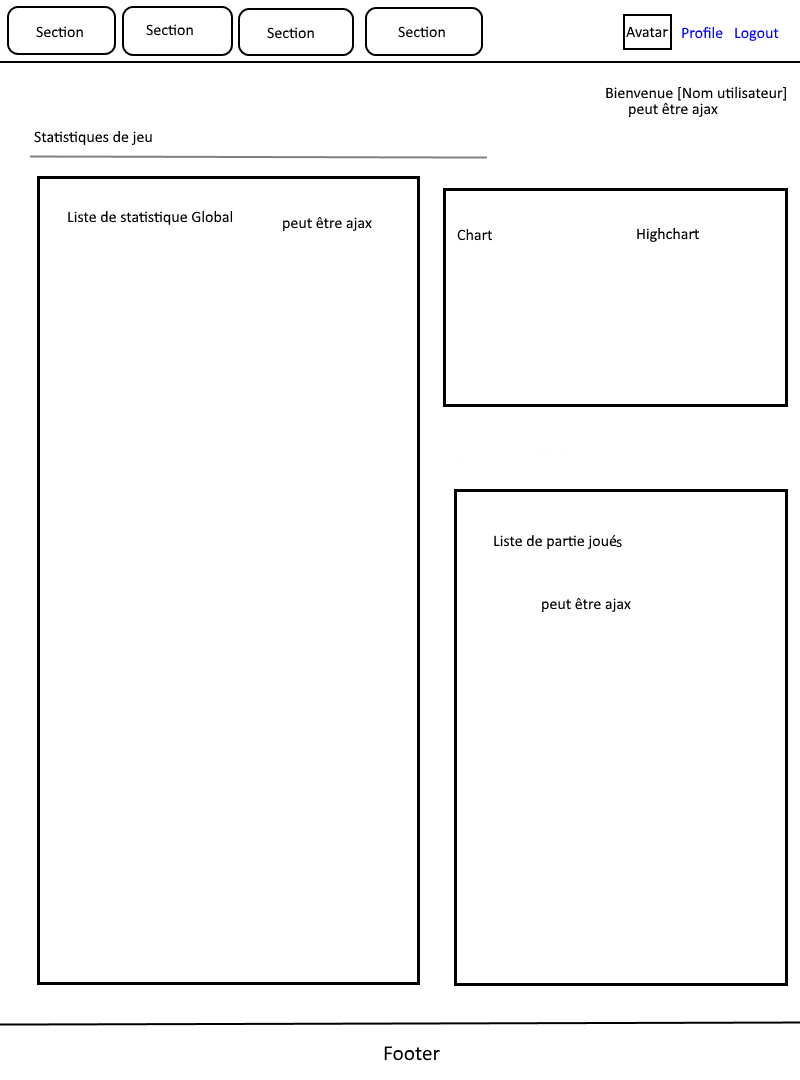 Section
Section
Section
Section
Avatar
Profile
Logout
Bienvenue [Nom utilisateur]
peut être ajax
Statistiques de jeu
Liste de statistique Global
peut être ajax
Chart
Highchart
Liste de partie joués
peut être ajax
Footer